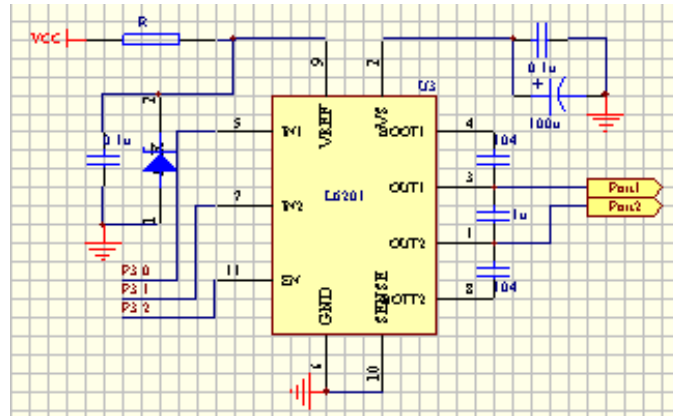 R
VCC
9
2
U3
0.1u
+
100u
2
0.1u
1
5
IN1
VREF
VS
BOOT1
4
104
OUT1
3
Port1
7
IN2
L6201
1u
Port2
OUT2
1
P3.0
P3.1
P3.2
11
EN
GND
SENSE
BOTT2
8
104
6
10